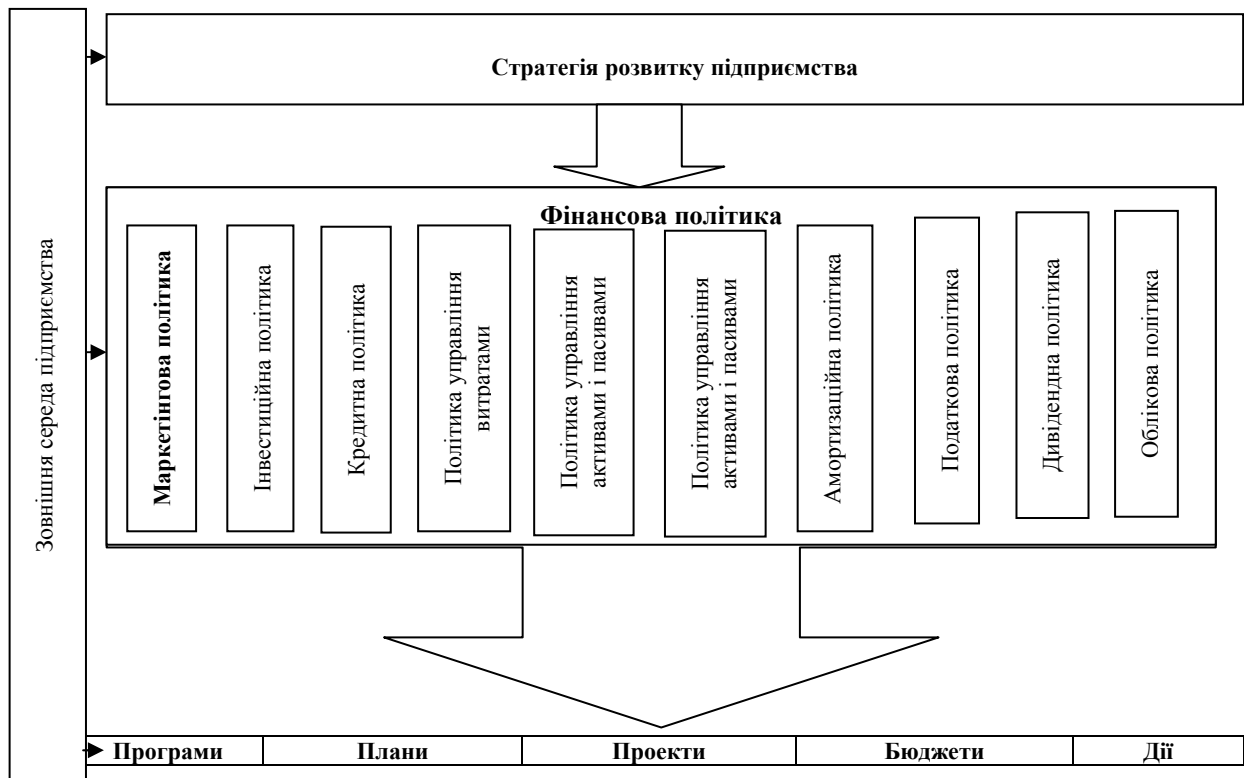 Зовнішня середа підприємства
Стратегія розвитку підприємства
Фінансова політика
Маркетінгова політика
Інвестиційна політика
Кредитна політика
Політика управління
витратами
Політика управління
активами і пасивами
Політика управління
активами і пасивами
Амортизаційна політика
Податкова політика
Дивідендна політика
Облікова політика
Програми
Плани
Проекти
Бюджети
Дії